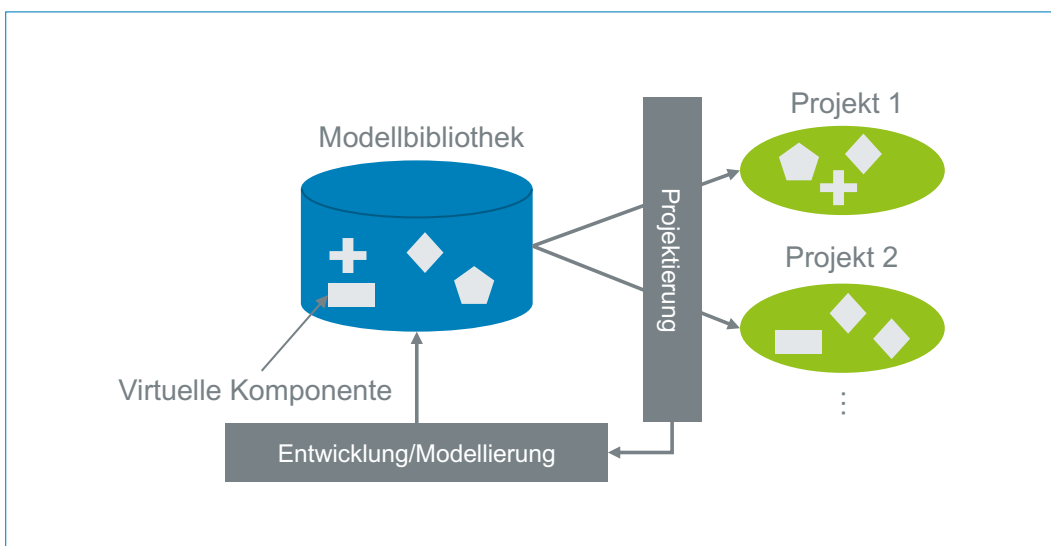 Modellbibliothek
Virtuelle Komponente
Entwicklung/Modellierung
Projektierung
Projekt 1
Projekt 2
⋮